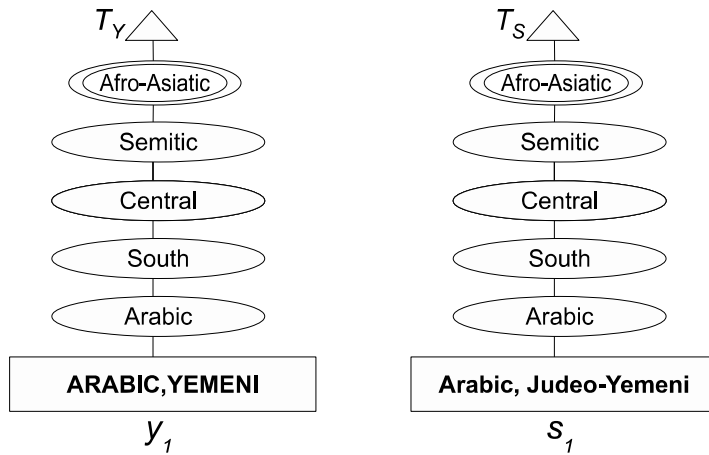 T_Y
Afro-Asiatic
Semitic
Central
South
Arabic
ARABIC,YEMENI
y_1
T_S
Afro-Asiatic
Semitic
Central
South
Arabic
Arabic, Judeo-Yemeni
s_1